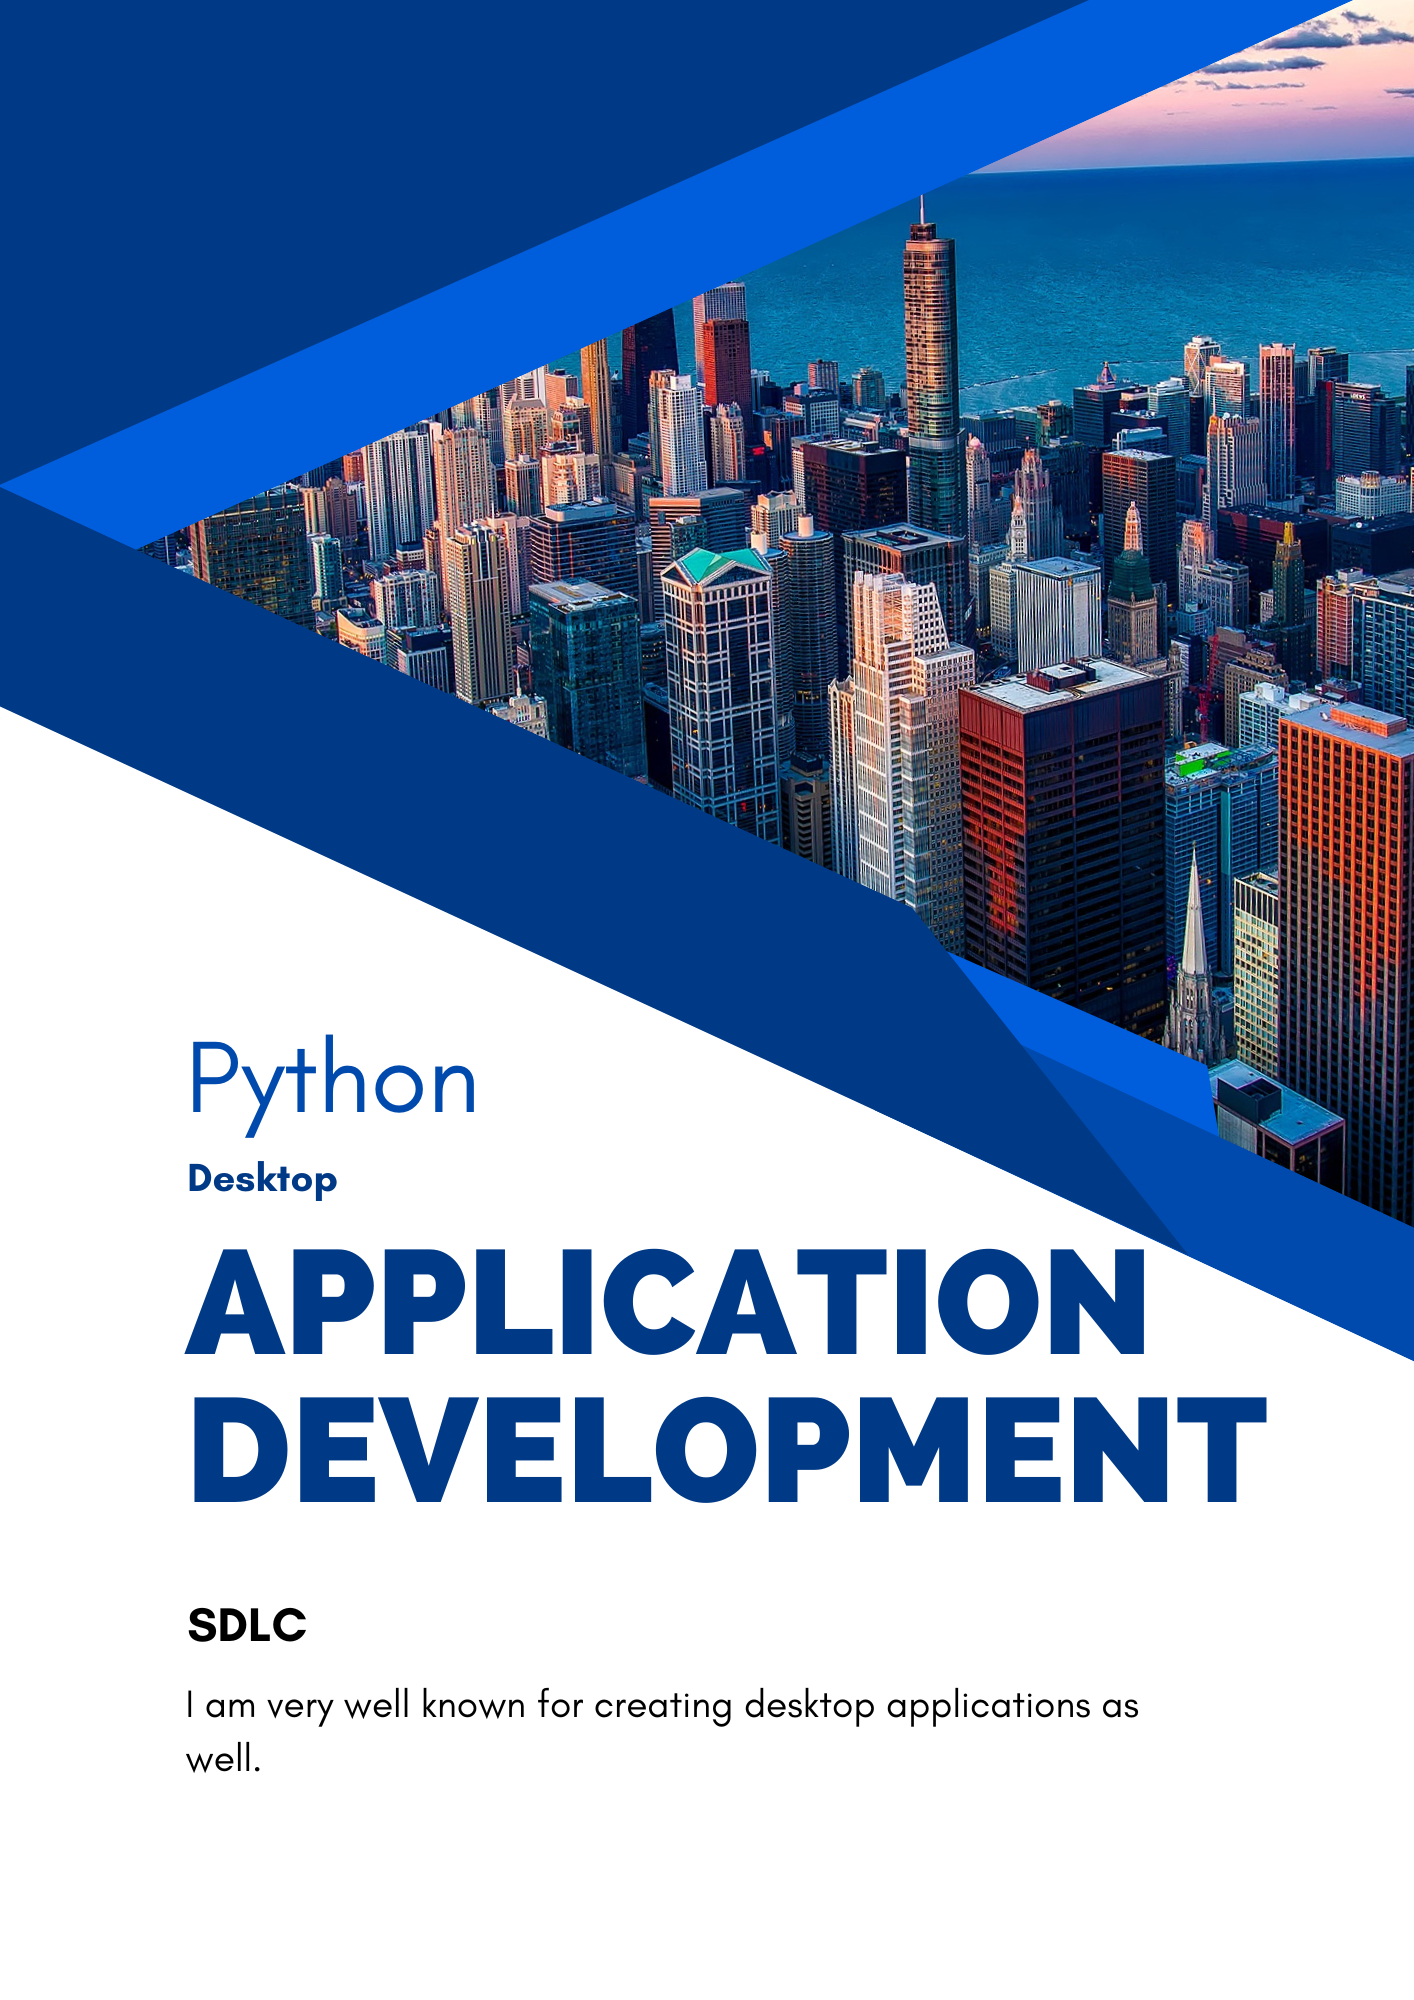 Python
Desktop
APPLICATION
DEVELOPMENT
SDLC
I am very well known for creating desktop applications as
well.